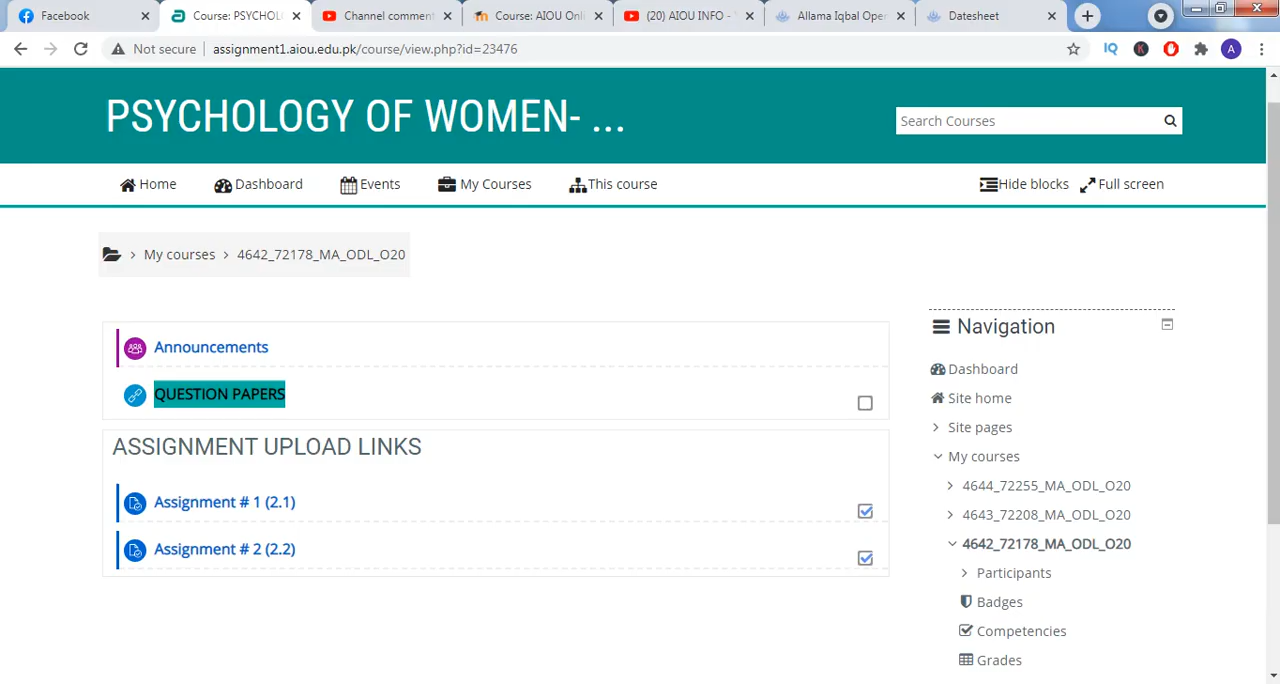 Facebook
Course: PSYCHOL
Channel comment
Course: AIOU Onli
(20) AIOU INFO -
Allama Iqbal Oper
Datesheet
Not secure
assignment1.aiou.edu.pk/course/view.php?id=23476
IQ
K
A
PSYCHOLOGY OF WOMEN- ...
Search Courses
Home
Dashboard
Events
My Courses
This course
Hide blocks
Full screen
> My courses > 4642_72178_MA_ODL_O20
Announcements
QUESTION PAPERS
ASSIGNMENT UPLOAD LINKS
Assignment # 1 (2.1)
Assignment # 2 (2.2)
Navigation
Dashboard
Site home
Site pages
My courses
4644_72255_MA_ODL_O20
4643_72208_MA_ODL_O20
4642_72178_MA_ODL_O20
Participants
Badges
Competencies
Grades